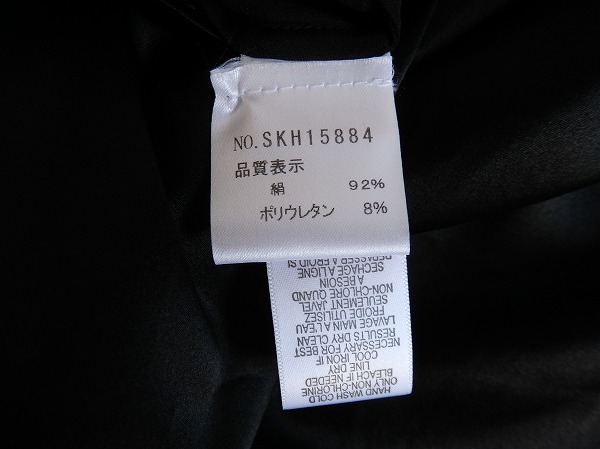 NO.SKH15884
品質表示
絹 92%
ポリウレタン 8%
HAND WASH COLD
ONLY NON-CHLORINE
BLEACH IF NEEDED
LINE DRY
COOL IRON IF
NECESSARY FOR BEST
RESULTS DRY CLEAN
LAVAGE MAIN A L'EAU
FROIDE UTILISEZ
SEULEMENT JAVEL
NON-CHLORE QUAND
A BESOIN
SECHAGE A LIGNE
REPASSER A FROID SI